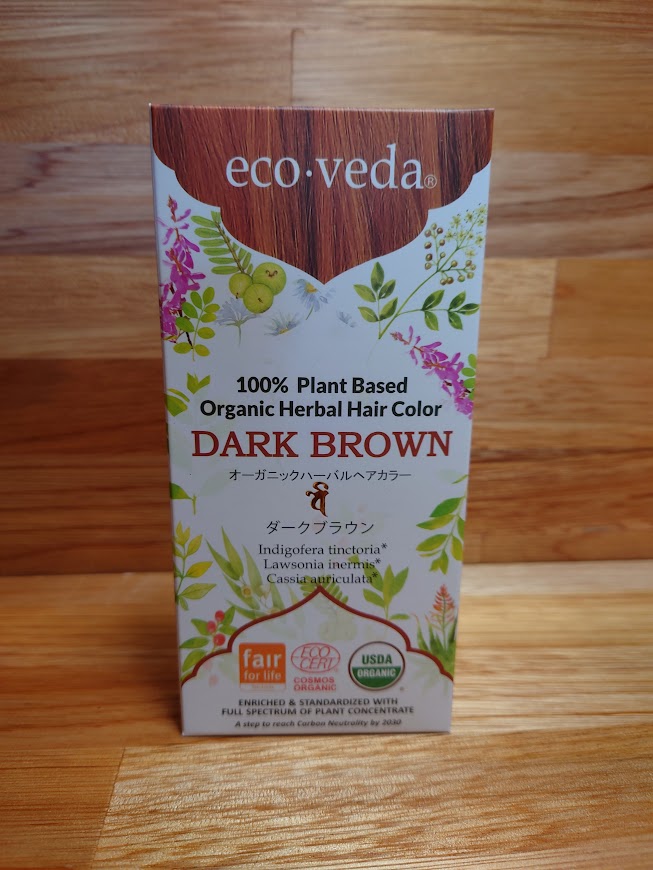 eco·veda®
100% Plant Based
Organic Herbal Hair Color
DARK BROWN
オーガニックハーバルヘアカラー
ダークブラウン
Indigofera tinctoria*
Lawsonia inermis*
Cassia auriculata*
fair
for life
ECO
CERT
COSMOS
ORGANIC
USDA
ORGANIC
ENRICHED & STANDARDIZED WITH
FULL SPECTRUM OF PLANT CONCENTRATE
A step to reach Carbon Neutrality by 2030